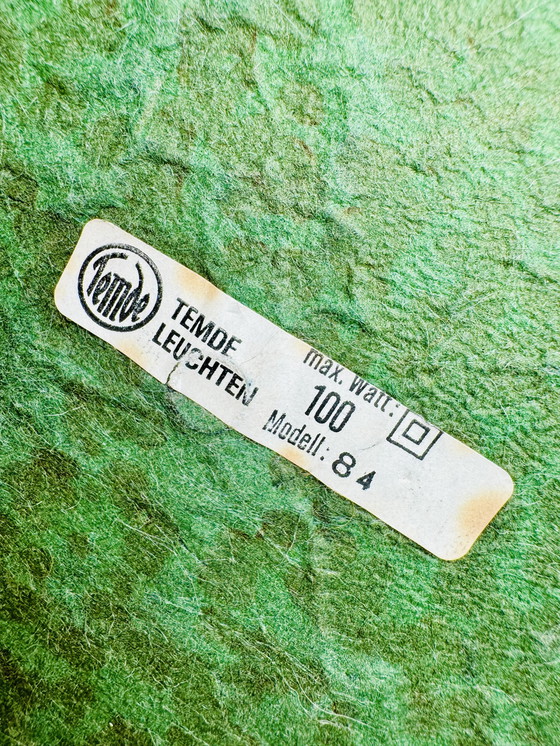 Temde
TEMDE
LEUCHTEN
max. Watt:
100
Modell: 84